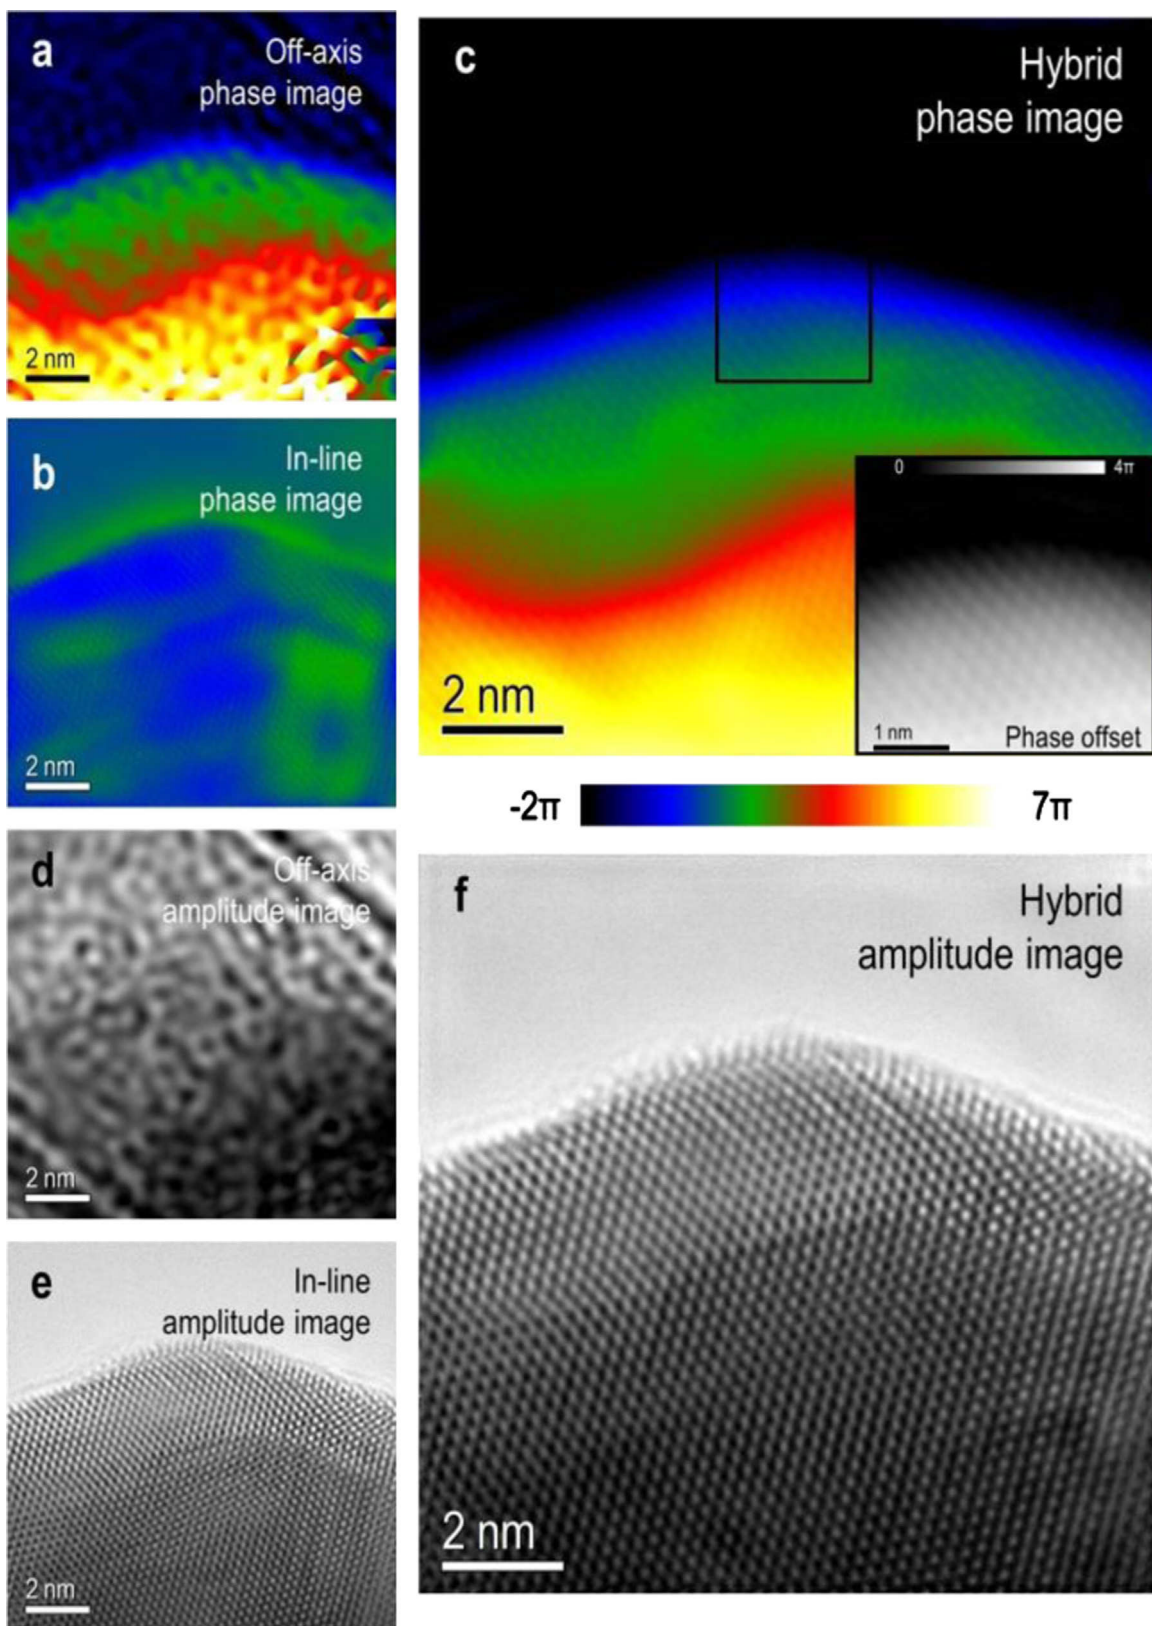 a
Off-axis
phase image
2 nm
b
In-line
phase image
2 nm
c
Hybrid
phase image
0
4π
1 nm
Phase offset
2 nm
-2π
7π
d
Off-axis
amplitude image
2 nm
e
In-line
amplitude image
2 nm
f
Hybrid
amplitude image
2 nm